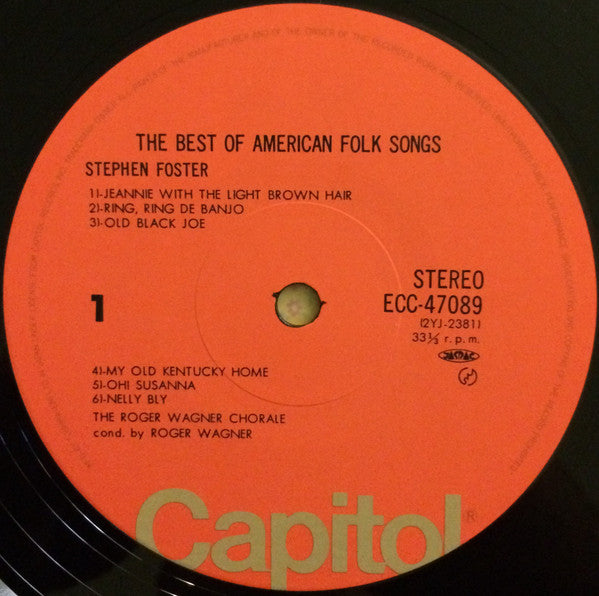 THE BEST OF AMERICAN FOLK SONGS
STEPHEN FOSTER
1)-JEANNIE WITH THE LIGHT BROWN HAIR
2)-RING, RING DE BANJO
3)-OLD BLACK JOE
1
STEREO
ECC-47089
(2YJ-2381)
33⅓ r. p. m.
4)-MY OLD KENTUCKY HOME
5)-OH! SUSANNA
6)-NELLY BLY
THE ROGER WAGNER CHORALE
cond. by ROGER WAGNER
Capitol®